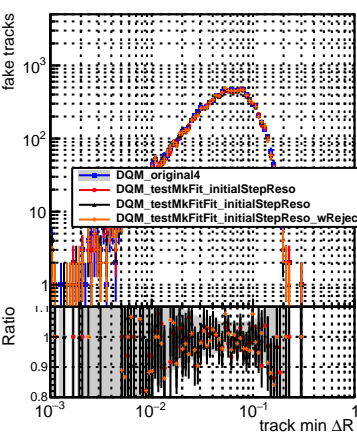 fake tracks
10³
10²
10
1
DQM_original4
DQM_testMkFit_initialStepReso
DQM_testMkFitFit_initialStepReso
DQM_testMkFitFit_initialStepReso_wRejec
Ratio
1.1
1
0.9
0.8
10⁻³
10⁻²
10⁻¹
1
track min ΔR